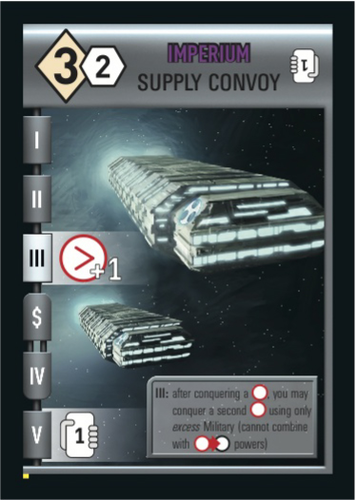 3 2
IMPERIUM
SUPPLY CONVOY
1
I
II
III
+1
$
IV
V
1
III: after conquering a , you may
conquer a second using only
excess Military (cannot combine
with powers)